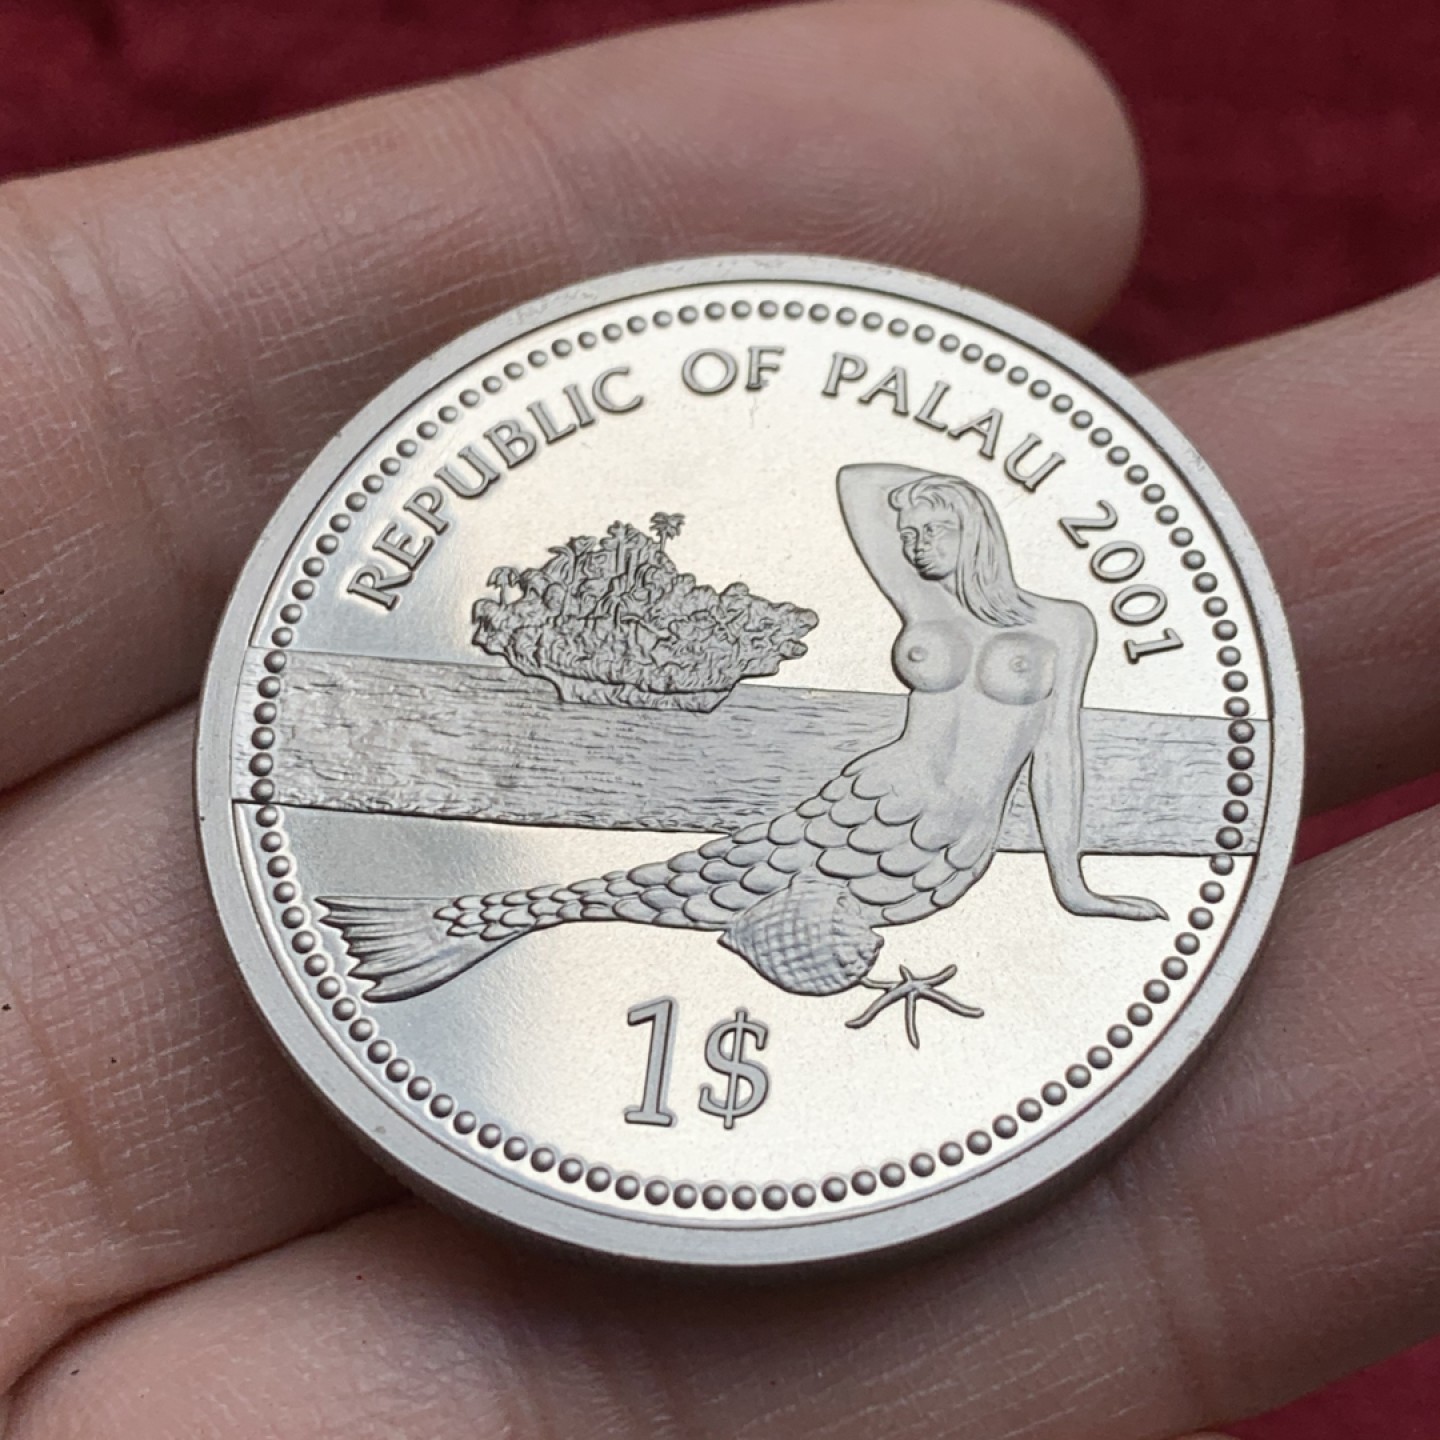 REPUBLIC OF PALAU 2001
1$